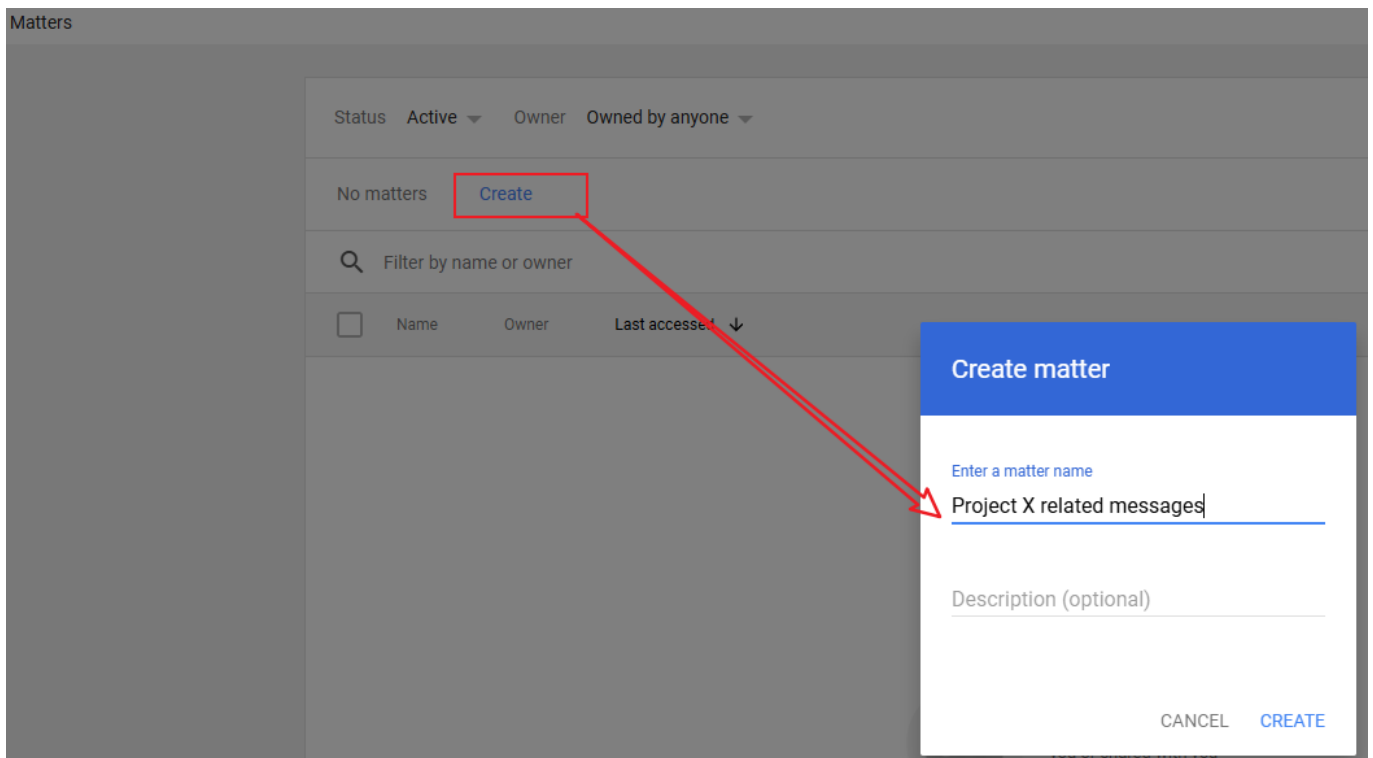 Matters
Status Active Owner Owned by anyone
No matters Create
Filter by name or owner
Name Owner Last accessed
Create matter
Enter a matter name
Project X related messages
Description (optional)
CANCEL CREATE